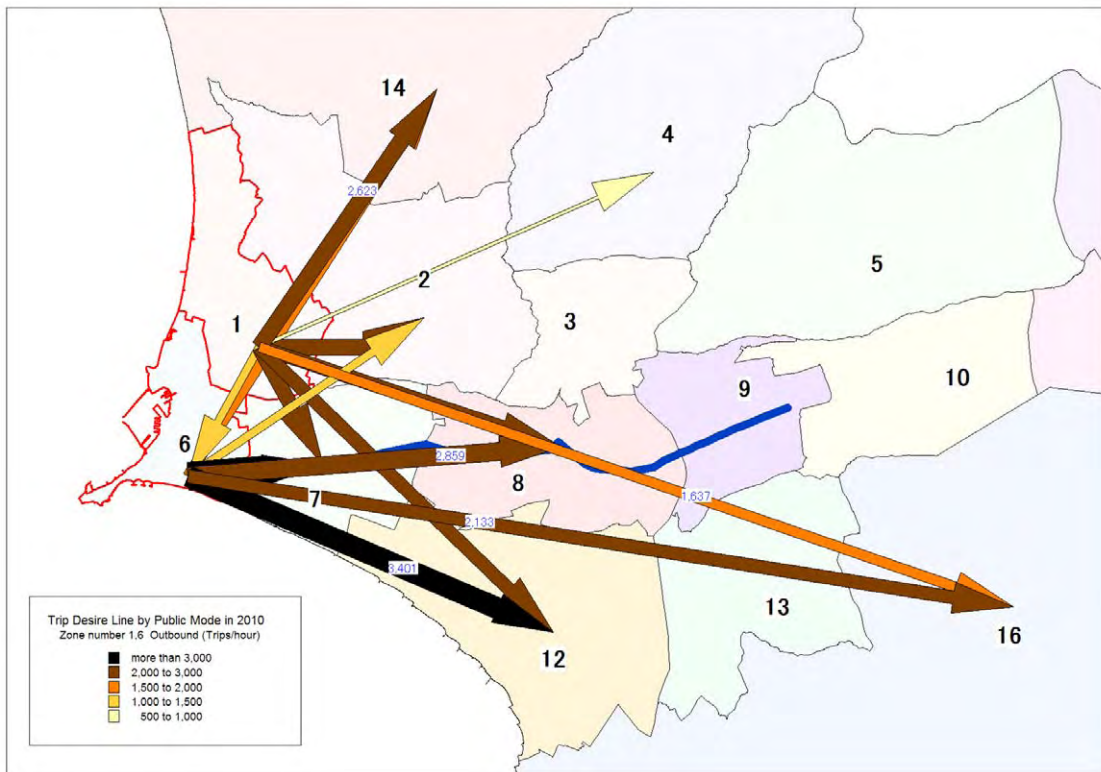 14
4
2,623
2
5
1
3
9
10
6
2,859
8
7
1,637
2,133
3,401
13
12
16
Trip Desire Line by Public Mode in 2010
Zone number 1,6 Outbound (Trips/hour)
more than 3,000
2,000 to 3,000
1,500 to 2,000
1,000 to 1,500
500 to 1,000